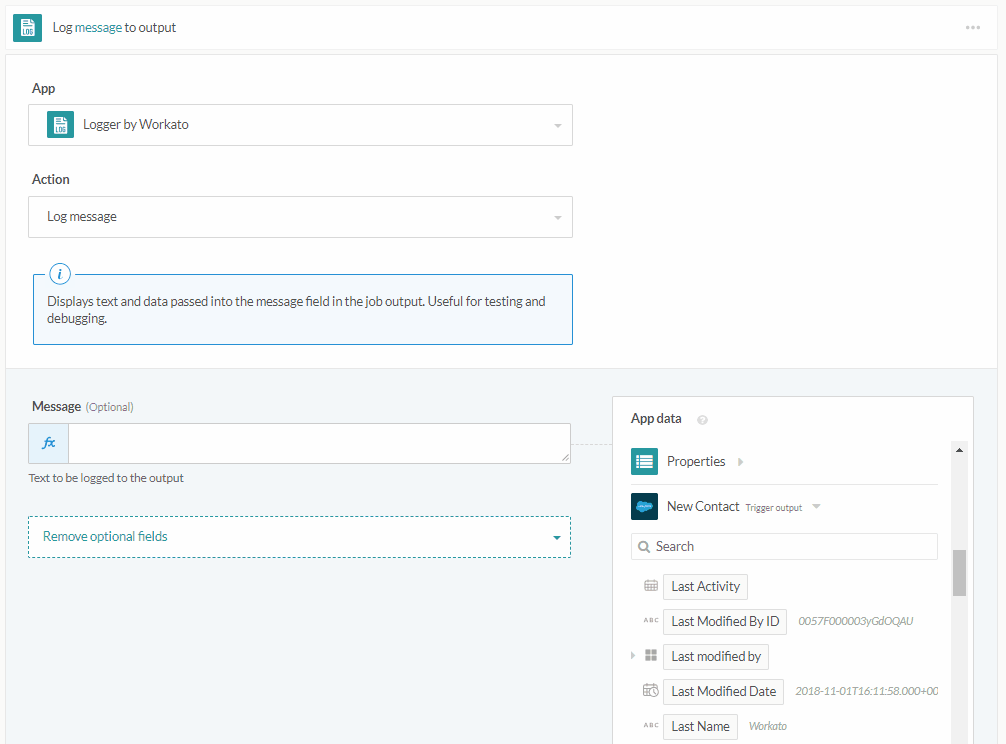 Log message to output
App
LOG Logger by Workato
Action
Log message
i
Displays text and data passed into the message field in the job output. Useful for testing and
debugging.
Message (Optional)
fx
Text to be logged to the output
Remove optional fields
App data ?
Properties
New Contact Trigger output
Search
Last Activity
ABC Last Modified By ID 0057F000003yGdOQAU
Last modified by
Last Modified Date 2018-11-01T16:11:58.000+00
ABC Last Name Workato